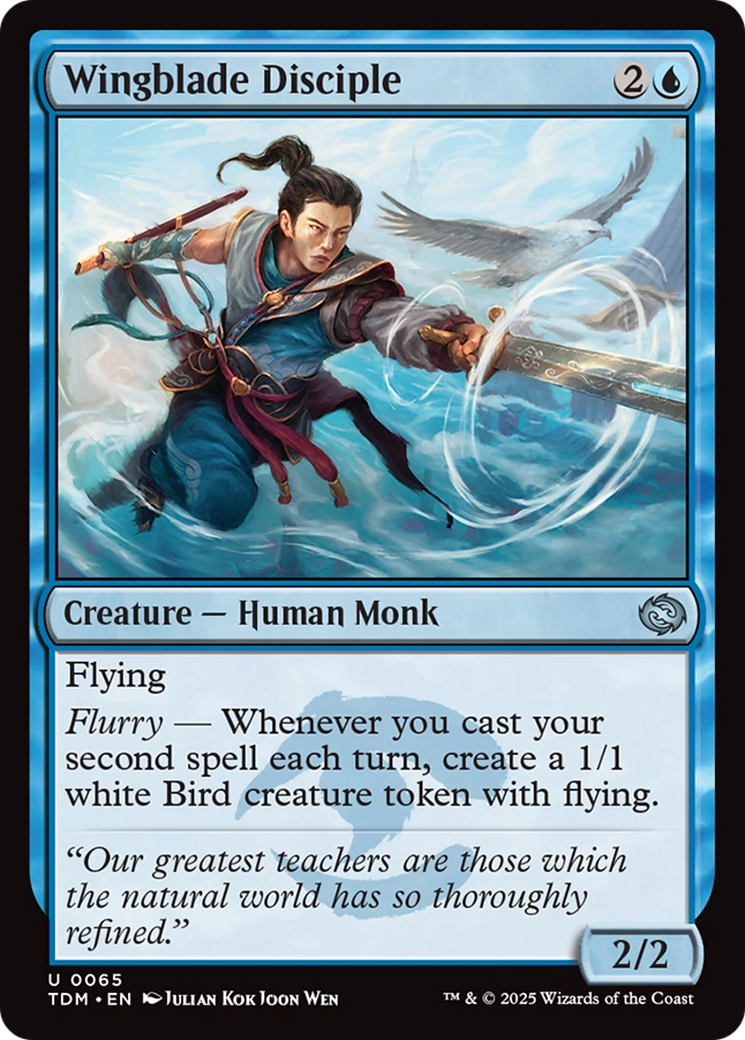 Wingblade Disciple
2
Creature — Human Monk
Flying
Flurry — Whenever you cast your
second spell each turn, create a 1/1
white Bird creature token with flying.
“Our greatest teachers are those which
the natural world has so thoroughly
refined.”
2/2
U 0065
TDM • EN Julian Kok Joon Wen
™ & © 2025 Wizards of the Coast